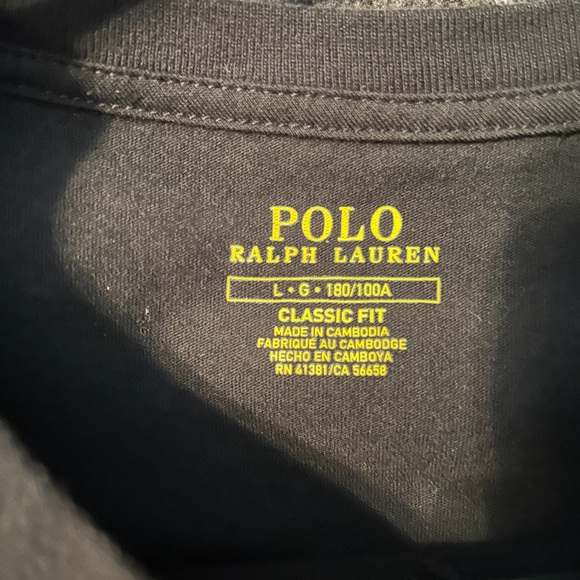 POLO
RALPH LAUREN
L • G • 180/100A
CLASSIC FIT
MADE IN CAMBODIA
FABRIQUÉ AU CAMBODGE
HECHO EN CAMBOYA
RN 41381/CA 56658